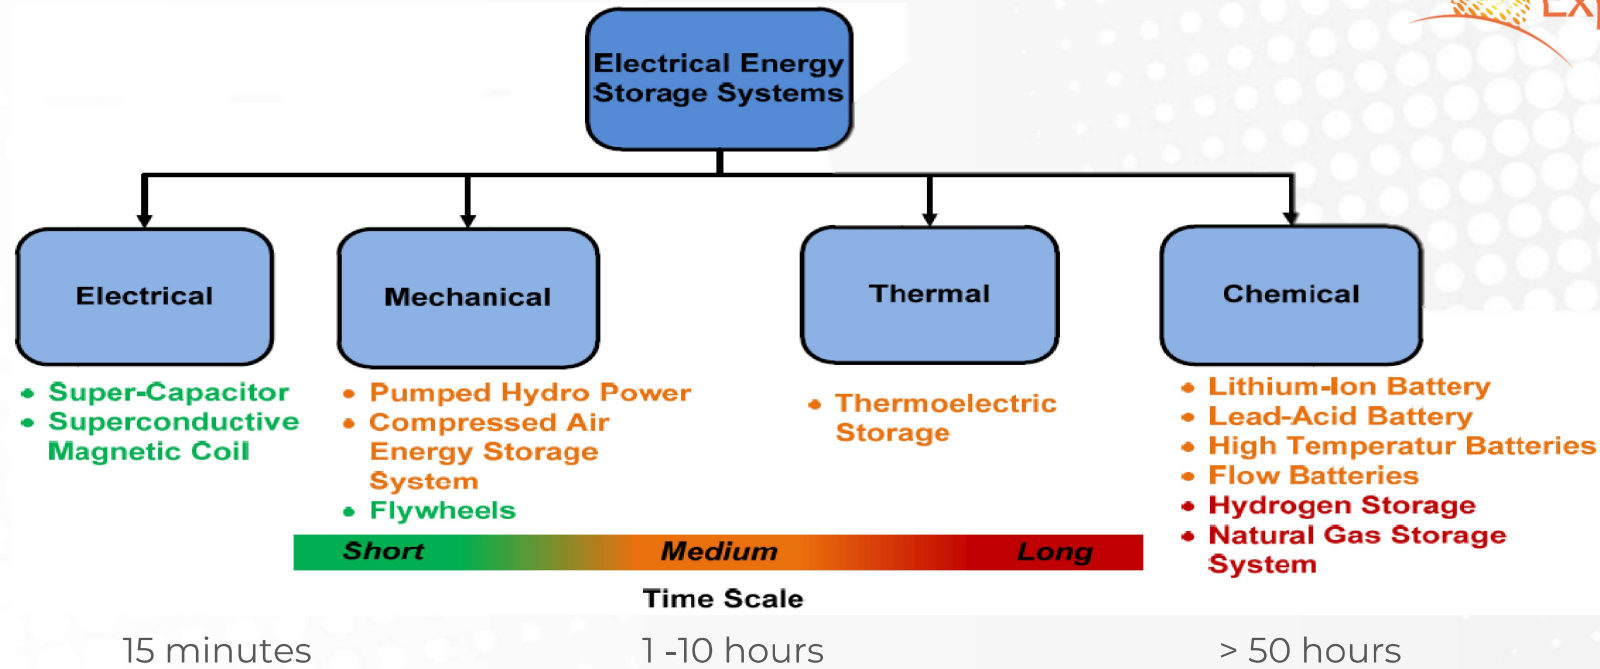 Electrical Energy
Storage Systems
Electrical
Mechanical
Thermal
Chemical
• Super-Capacitor
• Superconductive
Magnetic Coil
• Pumped Hydro Power
• Compressed Air
Energy Storage
System
• Flywheels
• Thermoelectric
Storage
• Lithium-Ion Battery
• Lead-Acid Battery
• High Temperatur Batteries
• Flow Batteries
• Hydrogen Storage
• Natural Gas Storage
System
Short
Medium
Long
Time Scale
15 minutes
1 -10 hours
> 50 hours